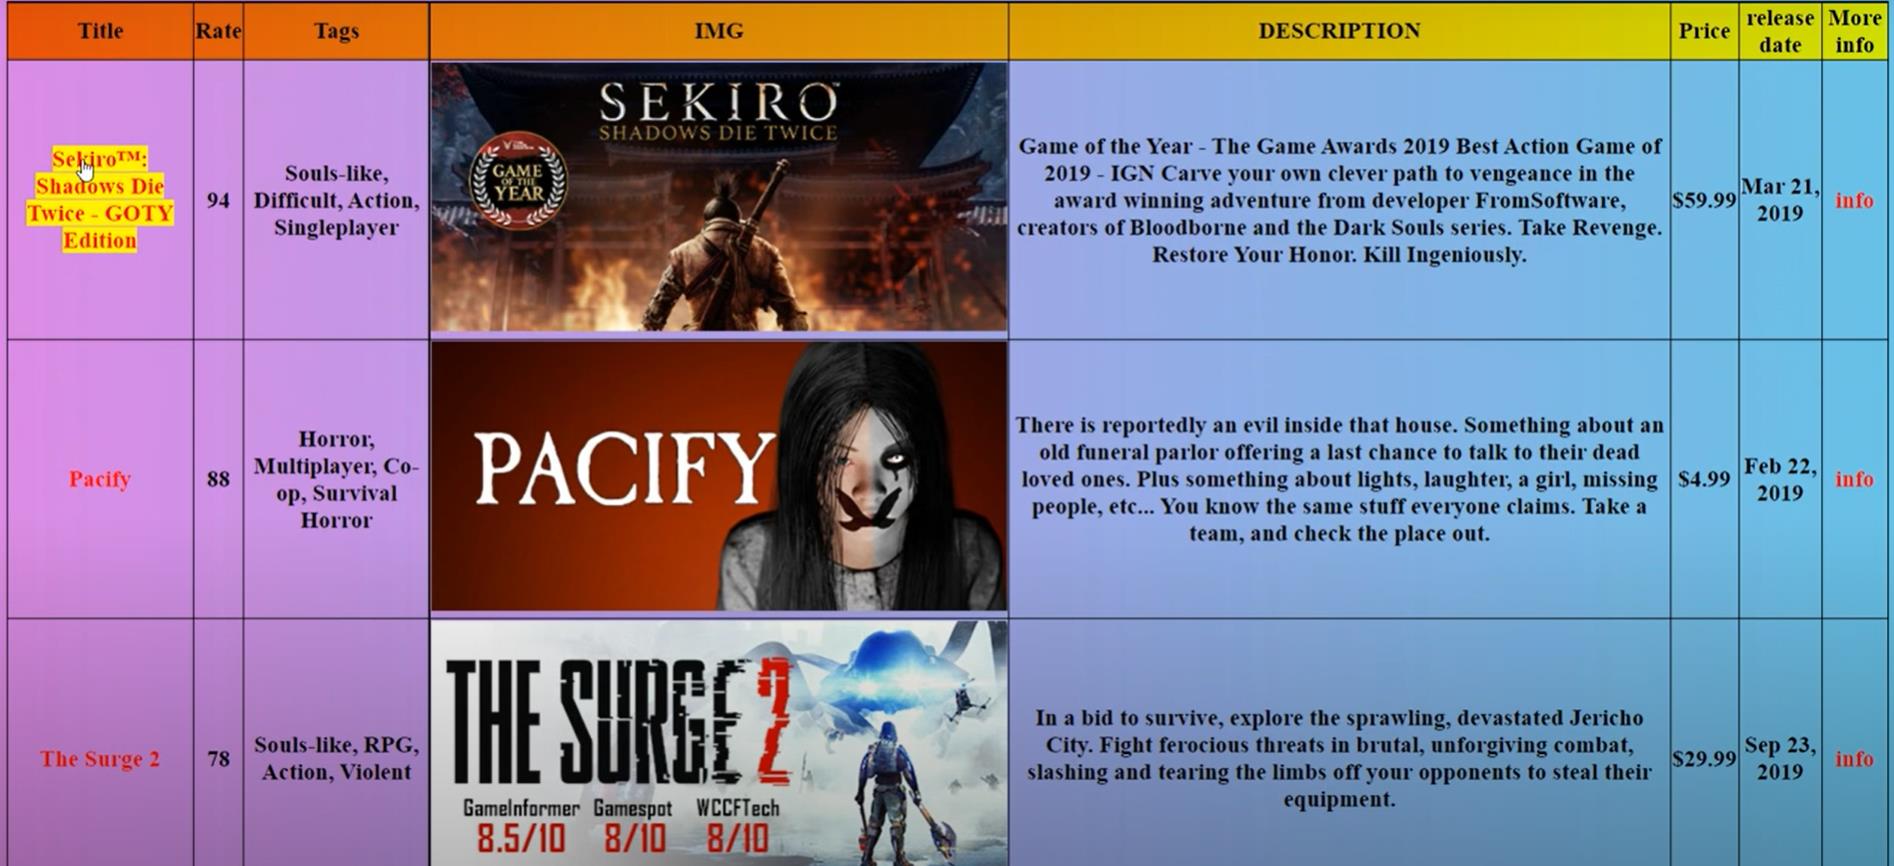 Title Rate Tags IMG DESCRIPTION Price release date More info
Sekiro™:
Shadows Die
Twice - GOTY
Edition
94
Souls-like,
Difficult, Action,
Singleplayer
SEKIRO™
SHADOWS DIE TWICE
GAME
OF THE
YEAR
Game of the Year - The Game Awards 2019 Best Action Game of
2019 - IGN Carve your own clever path to vengeance in the
award winning adventure from developer FromSoftware,
creators of Bloodborne and the Dark Souls series. Take Revenge.
Restore Your Honor. Kill Ingeniously.
$59.99
Mar 21,
2019
info
Pacify
88
Horror,
Multiplayer, Co-
op, Survival
Horror
PACIFY
There is reportedly an evil inside that house. Something about an
old funeral parlor offering a last chance to talk to their dead
loved ones. Plus something about lights, laughter, a girl, missing
people, etc... You know the same stuff everyone claims. Take a
team, and check the place out.
$4.99
Feb 22,
2019
info
The Surge 2
78
Souls-like, RPG,
Action, Violent
THE SURGE 2
GameInformer Gamespot WCCFTech
8.5/10 8/10 8/10
In a bid to survive, explore the sprawling, devastated Jericho
City. Fight ferocious threats in brutal, unforgiving combat,
slashing and tearing the limbs off your opponents to steal their
equipment.
$29.99
Sep 23,
2019
info